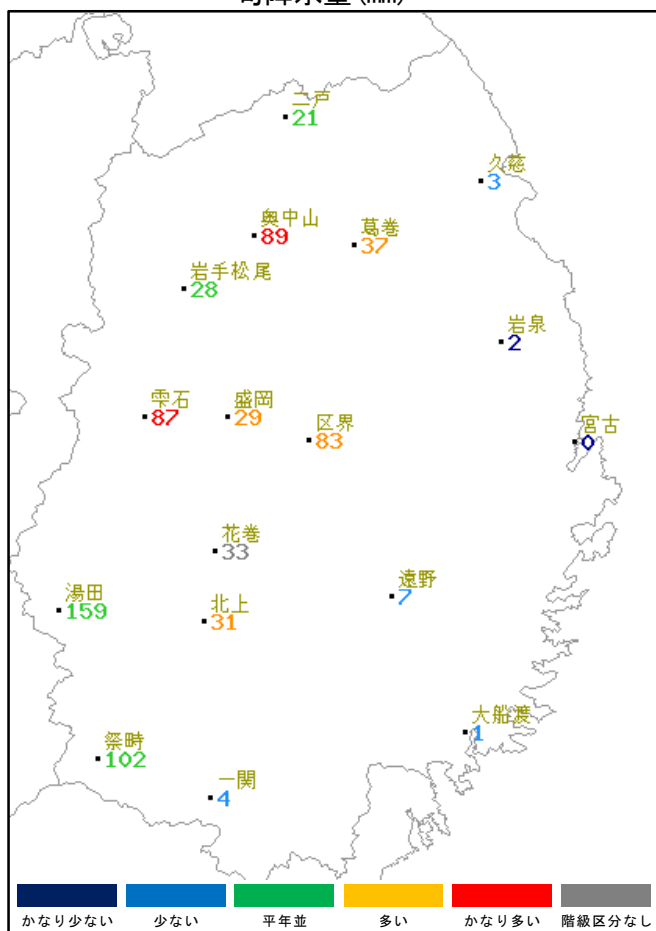 降水量 (mm)
二戸
21
久慈
3
奥中山
89
葛巻
37
岩手松尾
28
岩泉
2
雫石
87
盛岡
29
区界
83
宮古
0
花巻
33
湯田
159
北上
31
遠野
7
大船渡
1
祭畤
102
一関
4
かなり少ない 少ない 平年並 多い かなり多い 階級区分なし